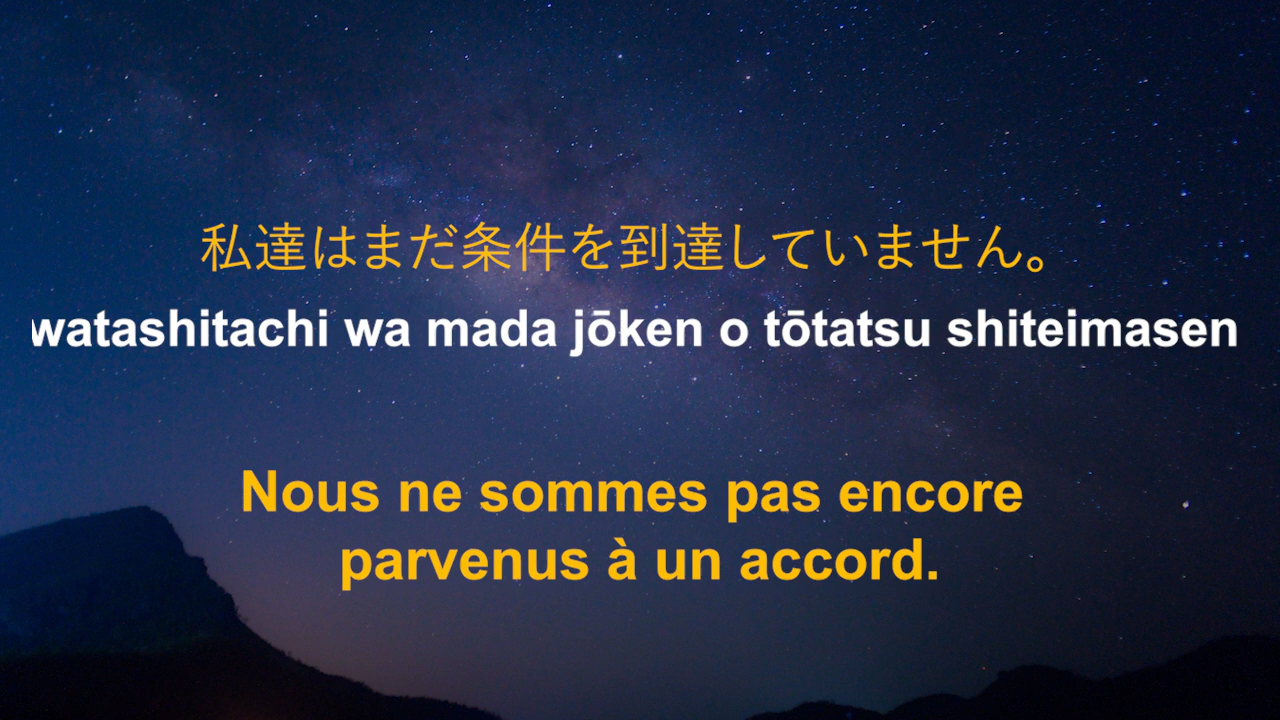 私達はまだ条件を到達していません。
watashitachi wa mada jōken o tōtatsu shiteimasen
Nous ne sommes pas encore
parvenus à un accord.